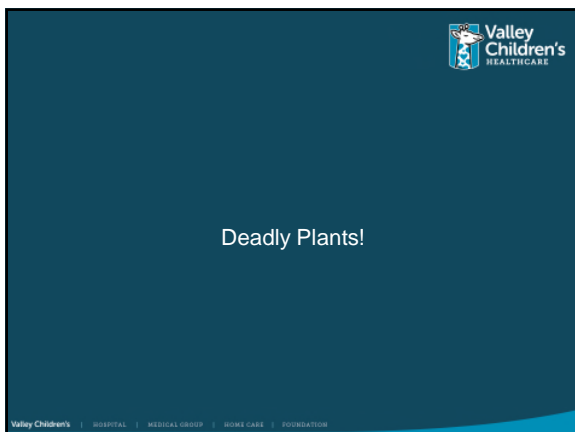 Valley
Children's
HEALTHCARE
Deadly Plants!
Valley Children's | HOSPITAL | MEDICAL GROUP | HOME CARE | FOUNDATION